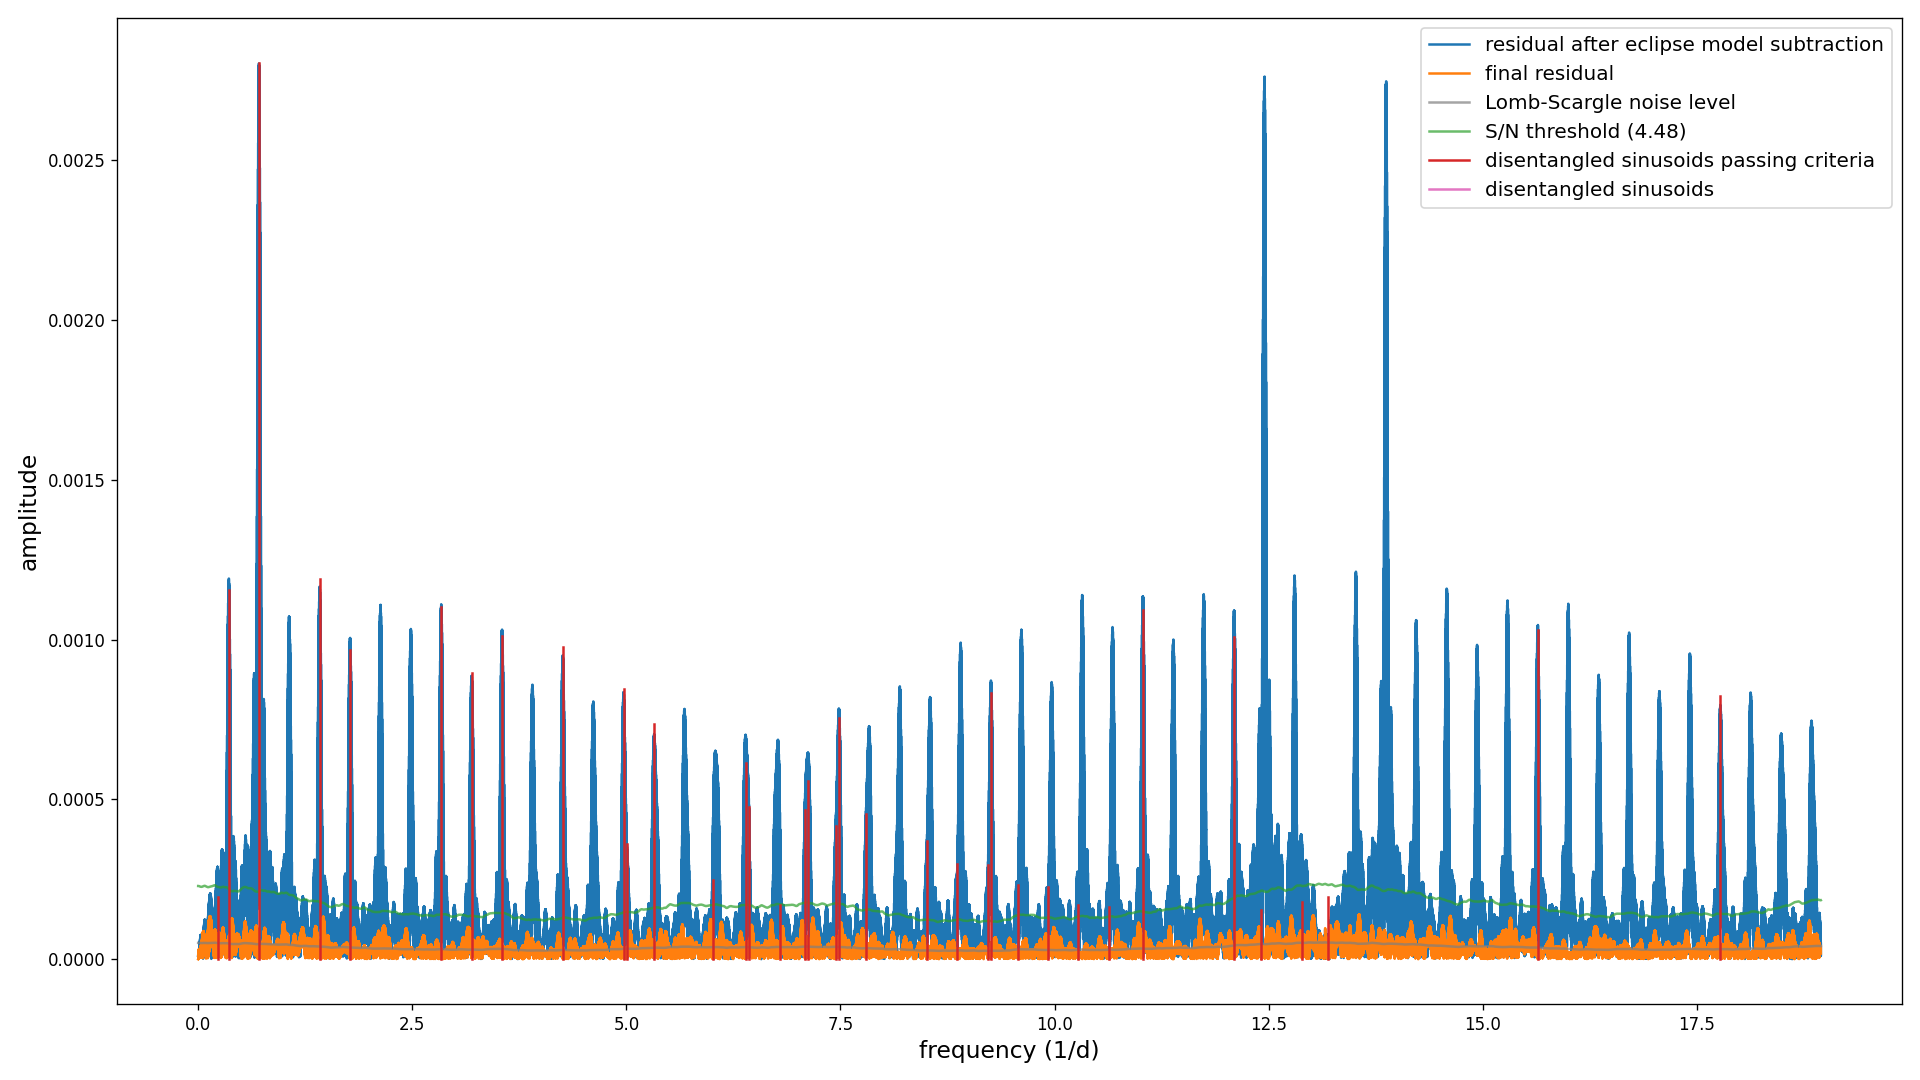 residual after eclipse model subtraction
final residual
Lomb-Scargle noise level
S/N threshold (4.48)
disentangled sinusoids passing criteria
disentangled sinusoids
amplitude
0.0025
0.0020
0.0015
0.0010
0.0005
0.0000
0.0 2.5 5.0 7.5 10.0 12.5 15.0 17.5
frequency (1/d)